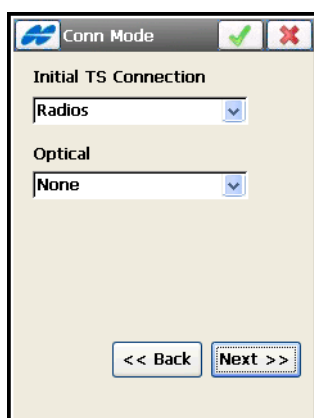 Conn Mode
Initial TS Connection
Radios
Optical
None
<< Back Next >>